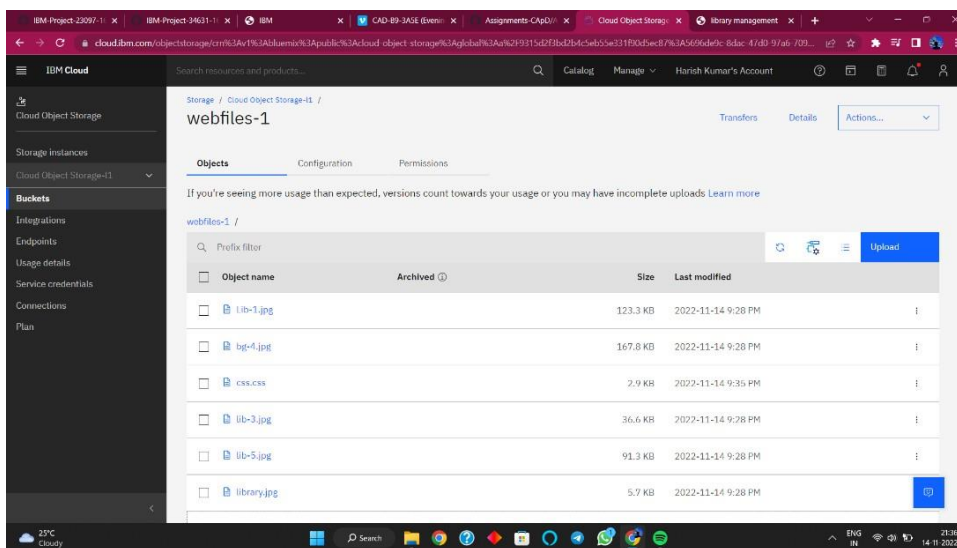 IBM-Project-23097-1 IBM-Project-34631-1 IBM CAD-B9-3A5E (Evenin Assignments-CApD/A Cloud Object Storage library management
IBM Cloud
Search resources and products...
Catalog Manage Harish Kumar's Account
Cloud Object Storage
Storage instances
Cloud Object Storage-l1
Buckets
Integrations
Endpoints
Usage details
Service credentials
Connections
Plan
Storage / Cloud Object Storage-l1 /
webfiles-1
Transfers Details Actions...
Objects Configuration Permissions
If you're seeing more usage than expected, versions count towards your usage or you may have incomplete uploads Learn more
webfiles-1 /
Prefix filter Upload
Object name Archived Size Last modified
Lib-1.jpg 123.3 KB 2022-11-14 9:28 PM
bg-4.jpg 167.8 KB 2022-11-14 9:28 PM
css.css 2.9 KB 2022-11-14 9:35 PM
lib-3.jpg 36.6 KB 2022-11-14 9:28 PM
lib-5.jpg 91.3 KB 2022-11-14 9:28 PM
library.jpg 5.7 KB 2022-11-14 9:28 PM
25°C
Cloudy
Search
ENG
IN
21:36
14-11-2022